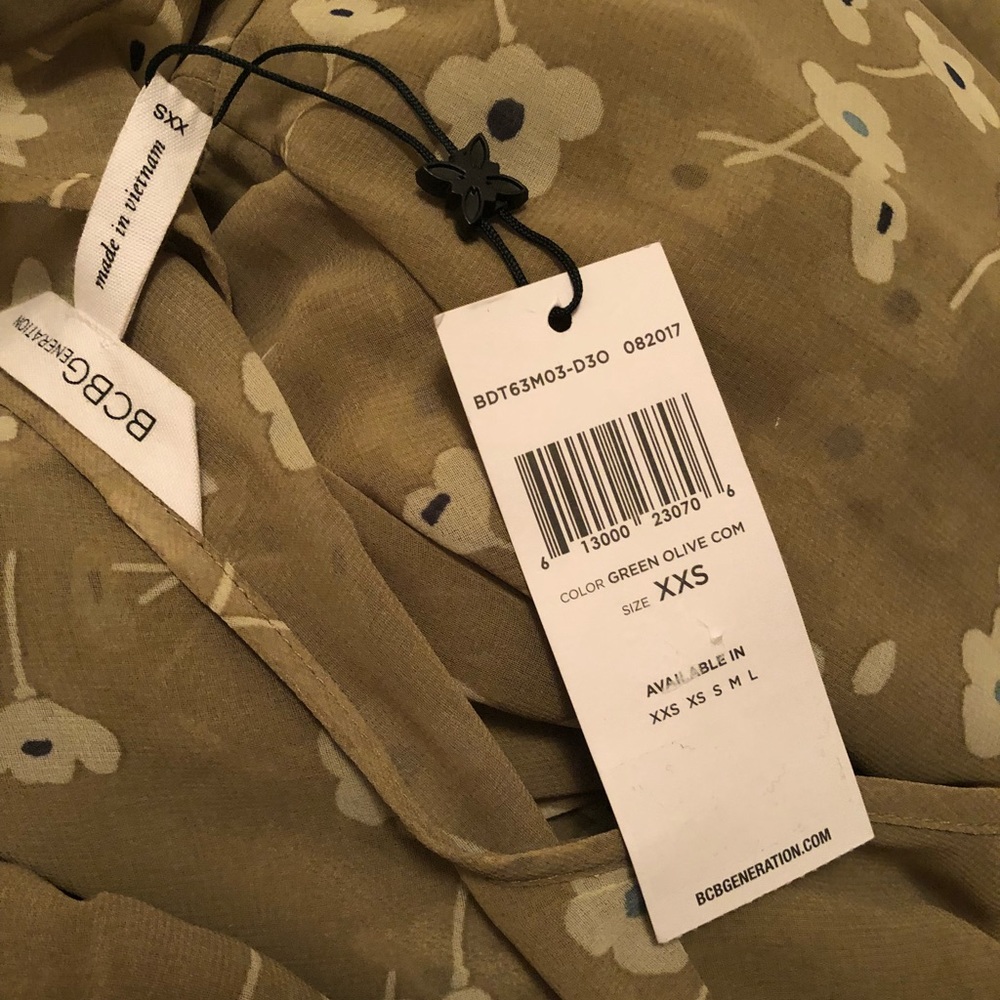 XXS
made in vietnam
BCBGENERATION
BDT63M03-D3O 082017
6 13000 23070 6
COLOR GREEN OLIVE COM
SIZE XXS
AVAILABLE IN
XXS XS S M L
BCBGENERATION.COM